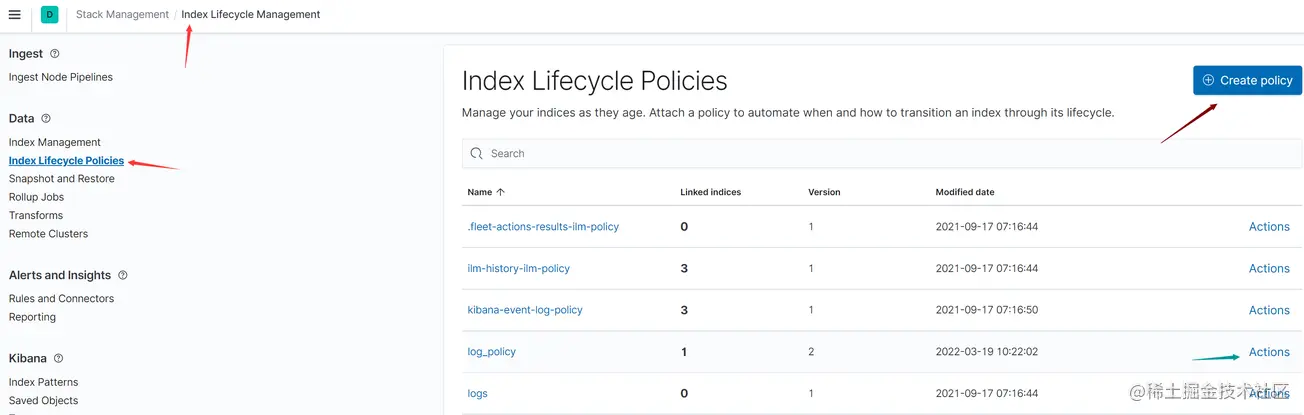 D Stack Management / Index Lifecycle Management
Ingest
Ingest Node Pipelines
Data
Index Management
Index Lifecycle Policies
Snapshot and Restore
Rollup Jobs
Transforms
Remote Clusters
Alerts and Insights
Rules and Connectors
Reporting
Kibana
Index Patterns
Saved Objects
Index Lifecycle Policies
Create policy
Manage your indices as they age. Attach a policy to automate when and how to transition an index through its lifecycle.
Search
Name Linked indices Version Modified date
.fleet-actions-results-ilm-policy 0 1 2021-09-17 07:16:44 Actions
ilm-history-ilm-policy 3 1 2021-09-17 07:16:44 Actions
kibana-event-log-policy 3 1 2021-09-17 07:16:50 Actions
log_policy 1 2 2022-03-19 10:22:02 Actions
logs 0 1 2021-09-17 07:16:44 Actions
@稀土掘金技术社区